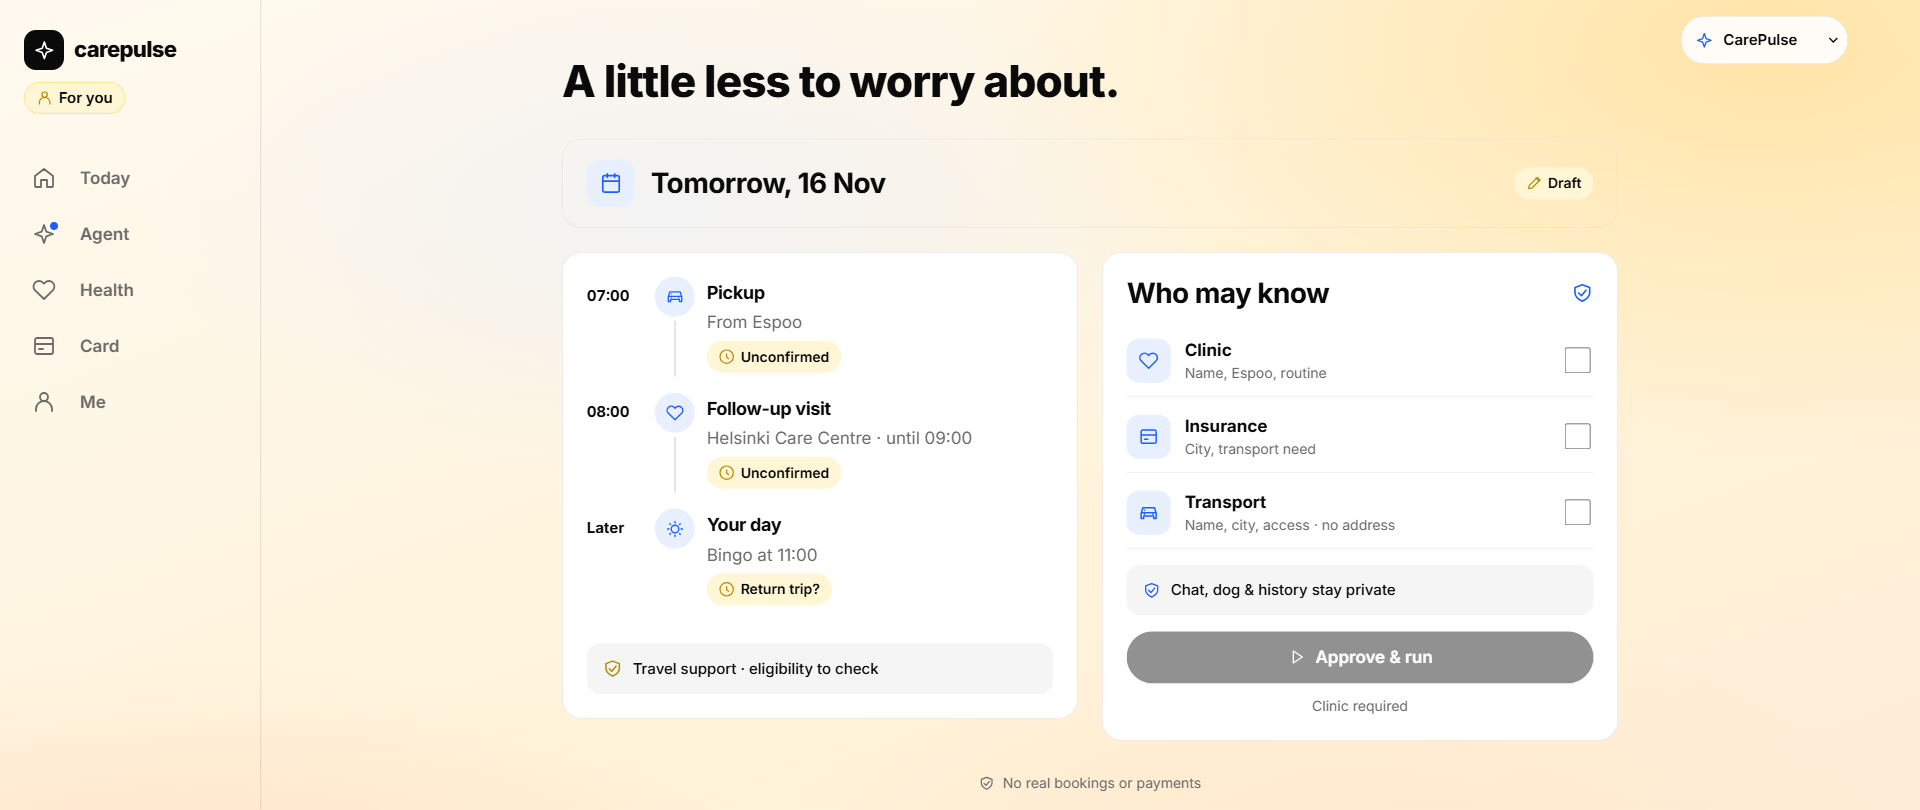 carepulse
For you
Today
Agent
Health
Card
Me
CarePulse
A little less to worry about.
Tomorrow, 16 Nov
Draft
07:00
Pickup
From Espoo
Unconfirmed
08:00
Follow-up visit
Helsinki Care Centre · until 09:00
Unconfirmed
Later
Your day
Bingo at 11:00
Return trip?
Travel support · eligibility to check
Who may know
Clinic
Name, Espoo, routine
Insurance
City, transport need
Transport
Name, city, access · no address
Chat, dog & history stay private
Approve & run
Clinic required
No real bookings or payments